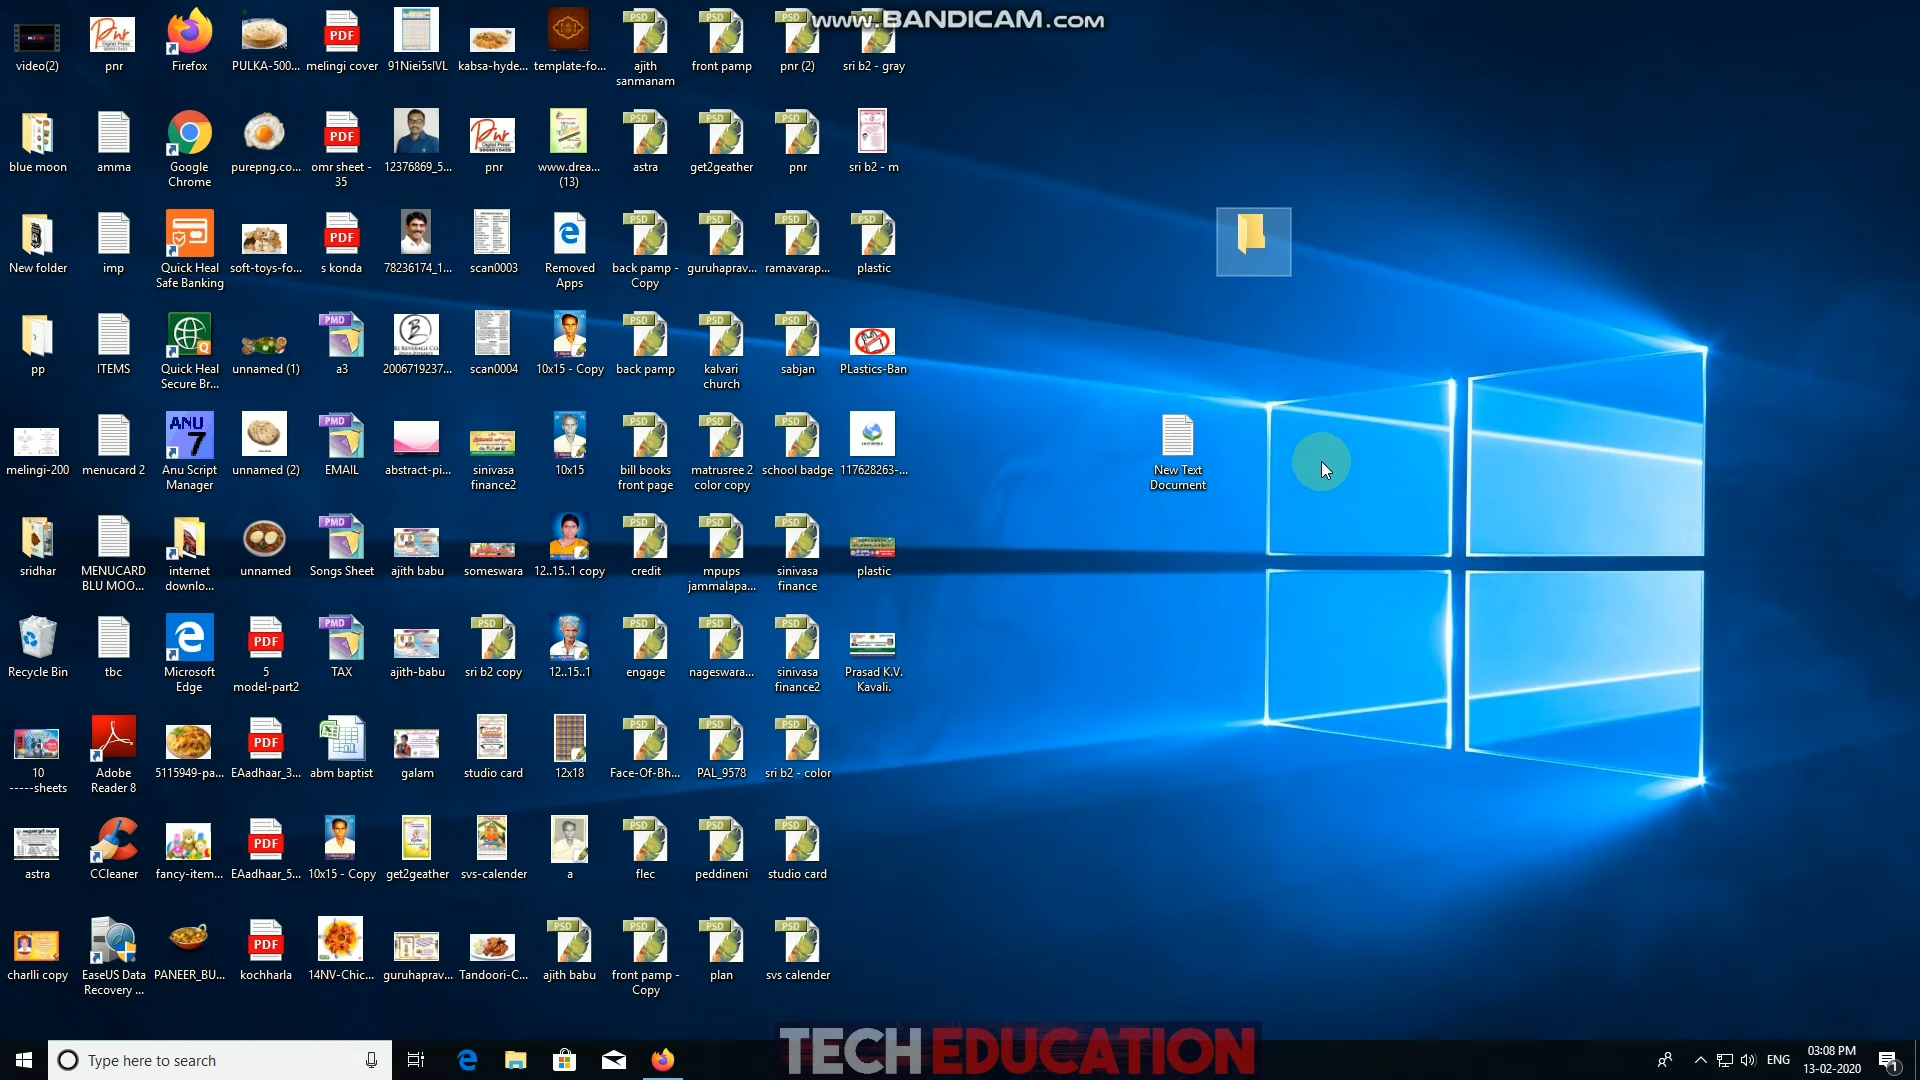 www.BANDICAM.com
video(2)
pnr
Firefox
PULKA-500...
melingi cover
91Niei5slVL
kabsa-hyde...
template-fo...
ajith
sanmanam
front pamp
pnr (2)
sri b2 - gray
blue moon
amma
Google
Chrome
purepng.co...
omr sheet -
35
12376869_5...
pnr
www.drea...
(13)
astra
get2geather
pnr
sri b2 - m
New folder
imp
Quick Heal
Safe Banking
soft-toys-fo...
s konda
78236174_1...
scan0003
Removed
Apps
back pamp -
Copy
guruhaprav...
ramavarap...
plastic
pp
ITEMS
Quick Heal
Secure Br...
unnamed (1)
a3
2006719237...
scan0004
10x15 - Copy
back pamp
kalvari
church
sabjan
PLastics-Ban
melingi-200
menucard 2
Anu Script
Manager
unnamed (2)
EMAIL
abstract-pi...
sinivasa
finance2
10x15
bill books
front page
matrusree 2
color copy
school badge
117628263-...
New Text
Document
sridhar
MENUCARD
BLU MOO...
internet
downlo...
unnamed
Songs Sheet
ajith babu
someswara
12..15..1 copy
credit
mpups
jammalapa...
sinivasa
finance
plastic
Recycle Bin
tbc
Microsoft
Edge
5
model-part2
TAX
ajith-babu
sri b2 copy
12..15..1
engage
nageswara...
sinivasa
finance2
Prasad K.V.
Kavali.
10
-----sheets
Adobe
Reader 8
5115949-pa...
EAadhaar_3...
abm baptist
galam
studio card
12x18
Face-Of-Bh...
PAL_9578
sri b2 - color
astra
CCleaner
fancy-item...
EAadhaar_5...
10x15 - Copy
get2geather
svs-calender
a
flec
peddineni
studio card
charlli copy
EaseUS Data
Recovery ...
PANEER_BU...
kochharla
14NV-Chic...
guruhaprav...
Tandoori-C...
ajith babu
front pamp -
Copy
plan
svs calender
TECH EDUCATION
Type here to search
ENG
03:08 PM
13-02-2020
1